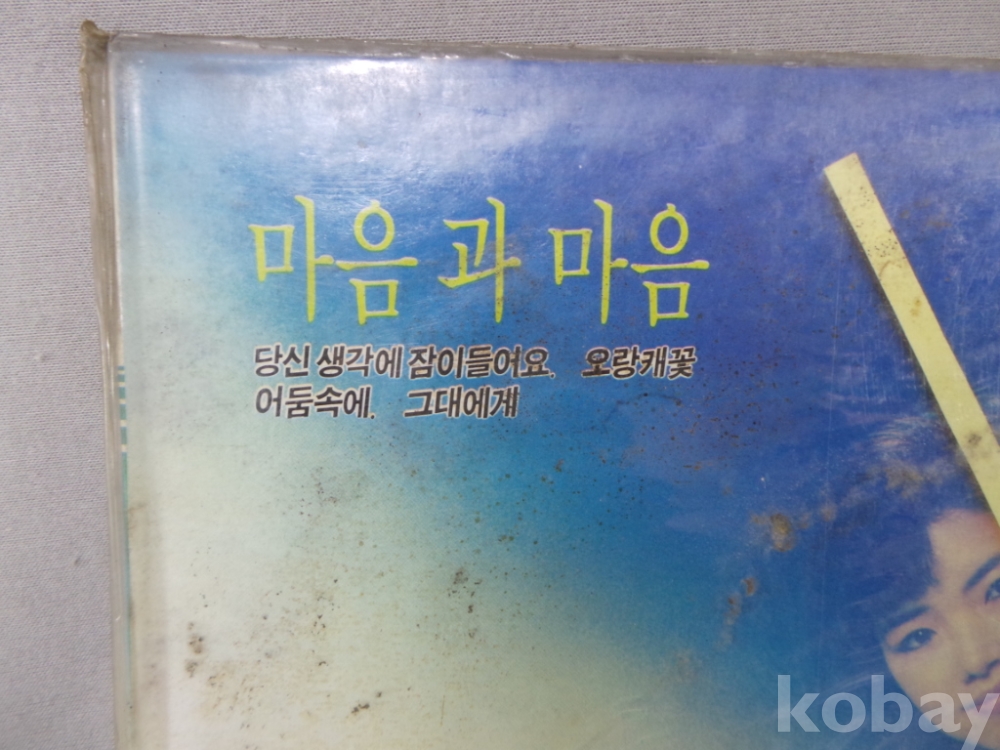 마음과 마음
당신 생각에 잠이들어요. 오랑캐꽃
어둠속에. 그대에게
kobay